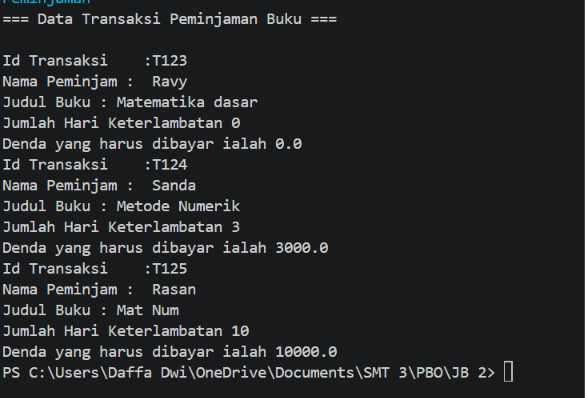 Peminjaman
=== Data Transaksi Peminjaman Buku ===
Id Transaksi    :T123
Nama Peminjam :  Ravy
Judul Buku : Matematika dasar
Jumlah Hari Keterlambatan 0
Denda yang harus dibayar ialah 0.0
Id Transaksi    :T124
Nama Peminjam :  Sanda
Judul Buku : Metode Numerik
Jumlah Hari Keterlambatan 3
Denda yang harus dibayar ialah 3000.0
Id Transaksi    :T125
Nama Peminjam :  Rasan
Judul Buku : Mat Num
Jumlah Hari Keterlambatan 10
Denda yang harus dibayar ialah 10000.0
PS C:\Users\Daffa Dwi\OneDrive\Documents\SMT 3\PBO\JB 2>